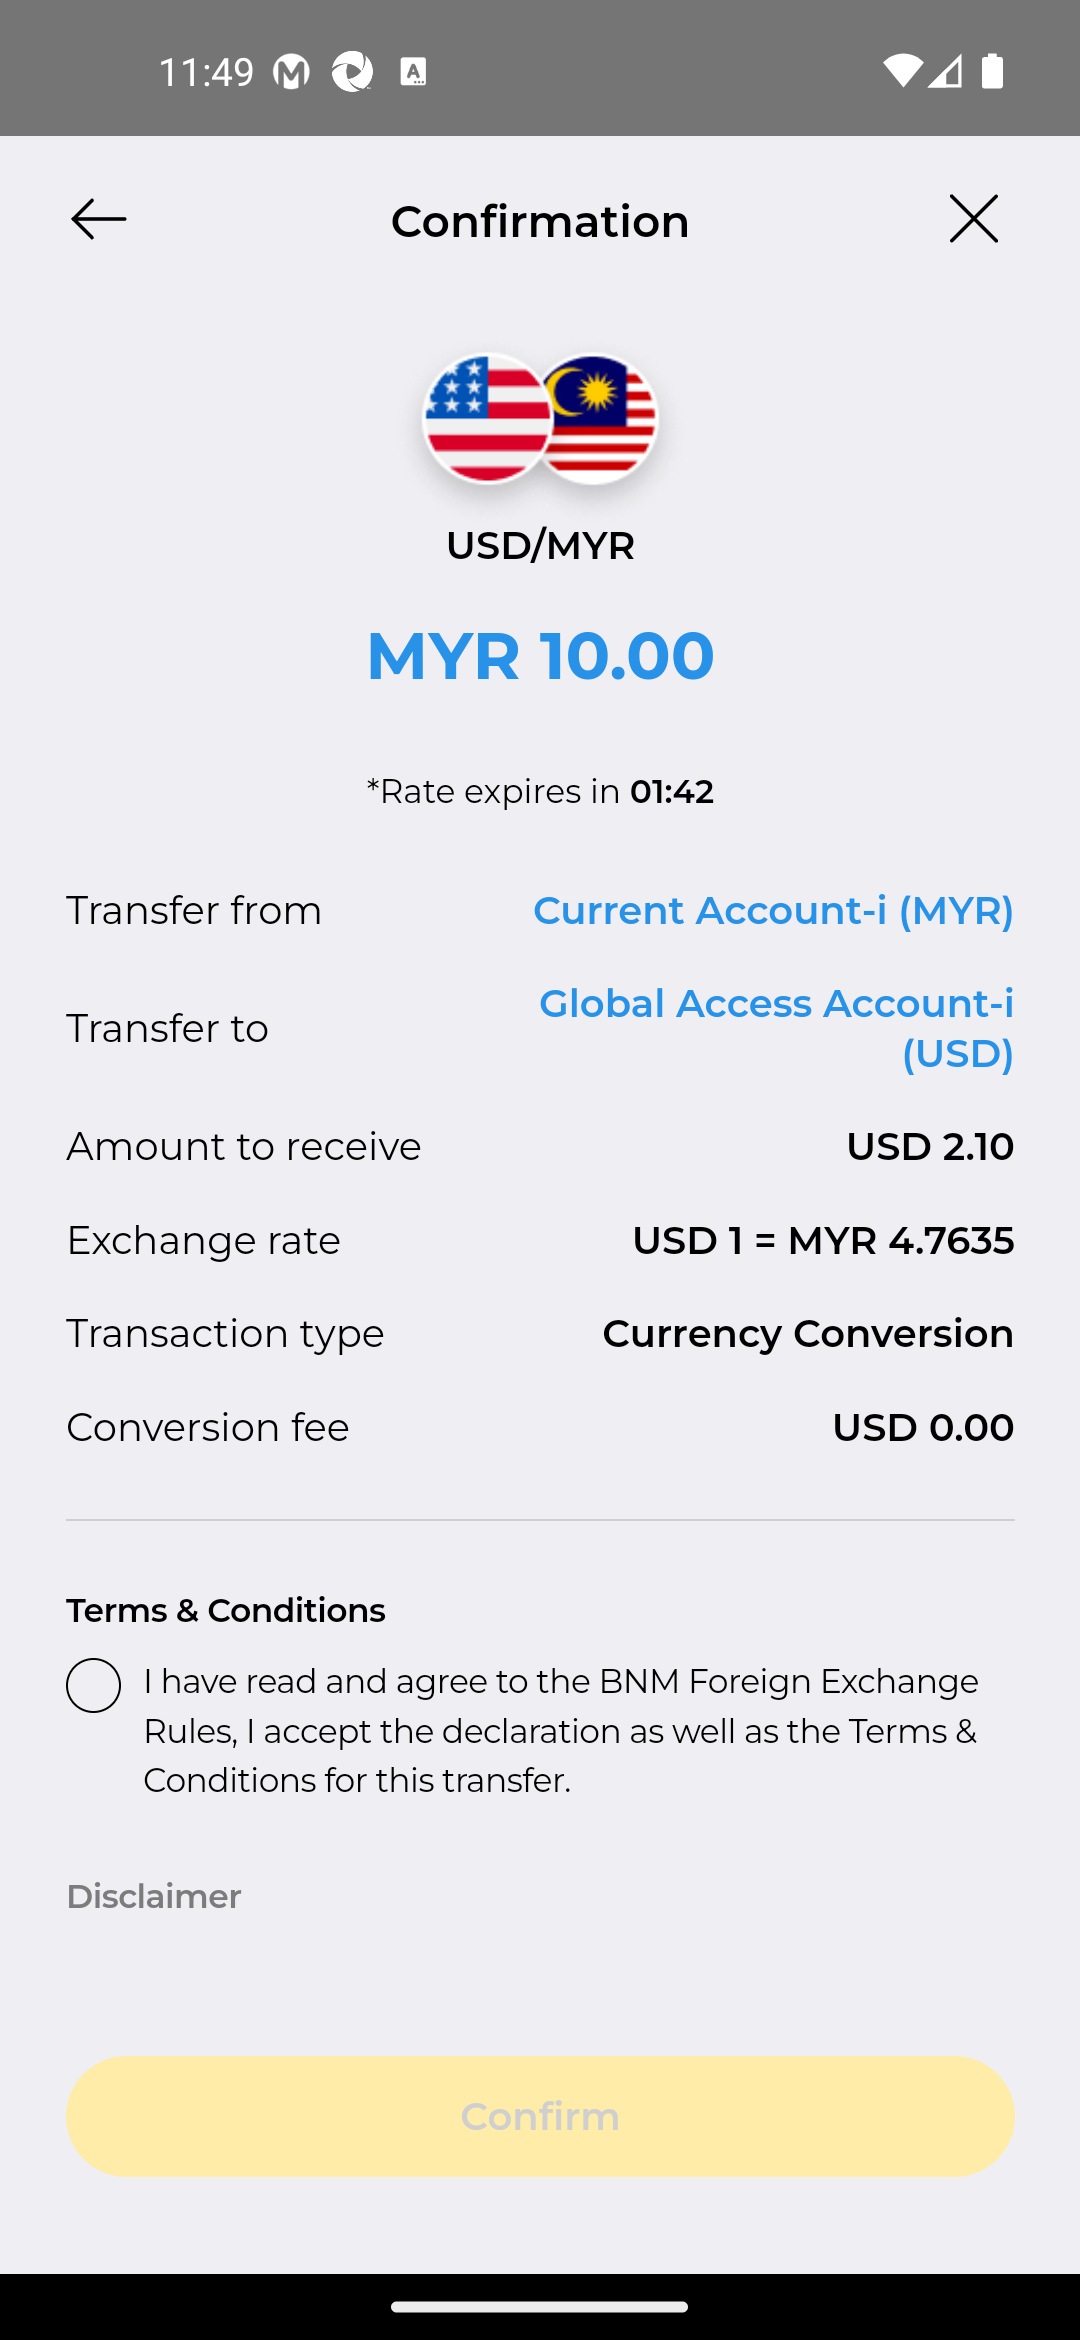 11:49
Confirmation
USD/MYR
MYR 10.00
*Rate expires in 01:42
Transfer from Current Account-i (MYR)
Transfer to Global Access Account-i
(USD)
Amount to receive USD 2.10
Exchange rate USD 1 = MYR 4.7635
Transaction type Currency Conversion
Conversion fee USD 0.00
Terms & Conditions
I have read and agree to the BNM Foreign Exchange
Rules, I accept the declaration as well as the Terms &
Conditions for this transfer.
Disclaimer
Confirm